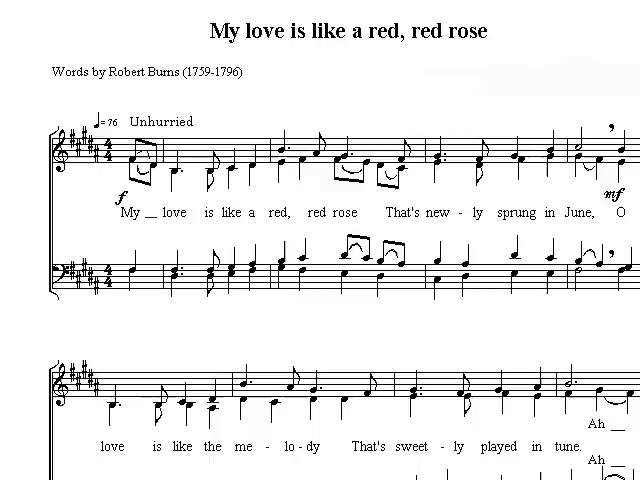 My love is like a red, red rose
Words by Robert Burns (1759-1796)
♩= 76 Unhurried
f
mf
My __ love is like a red, red rose That's new - ly sprung in June, O
Ah __
love is like the me - lo - dy That's sweet - ly played in tune.
Ah __